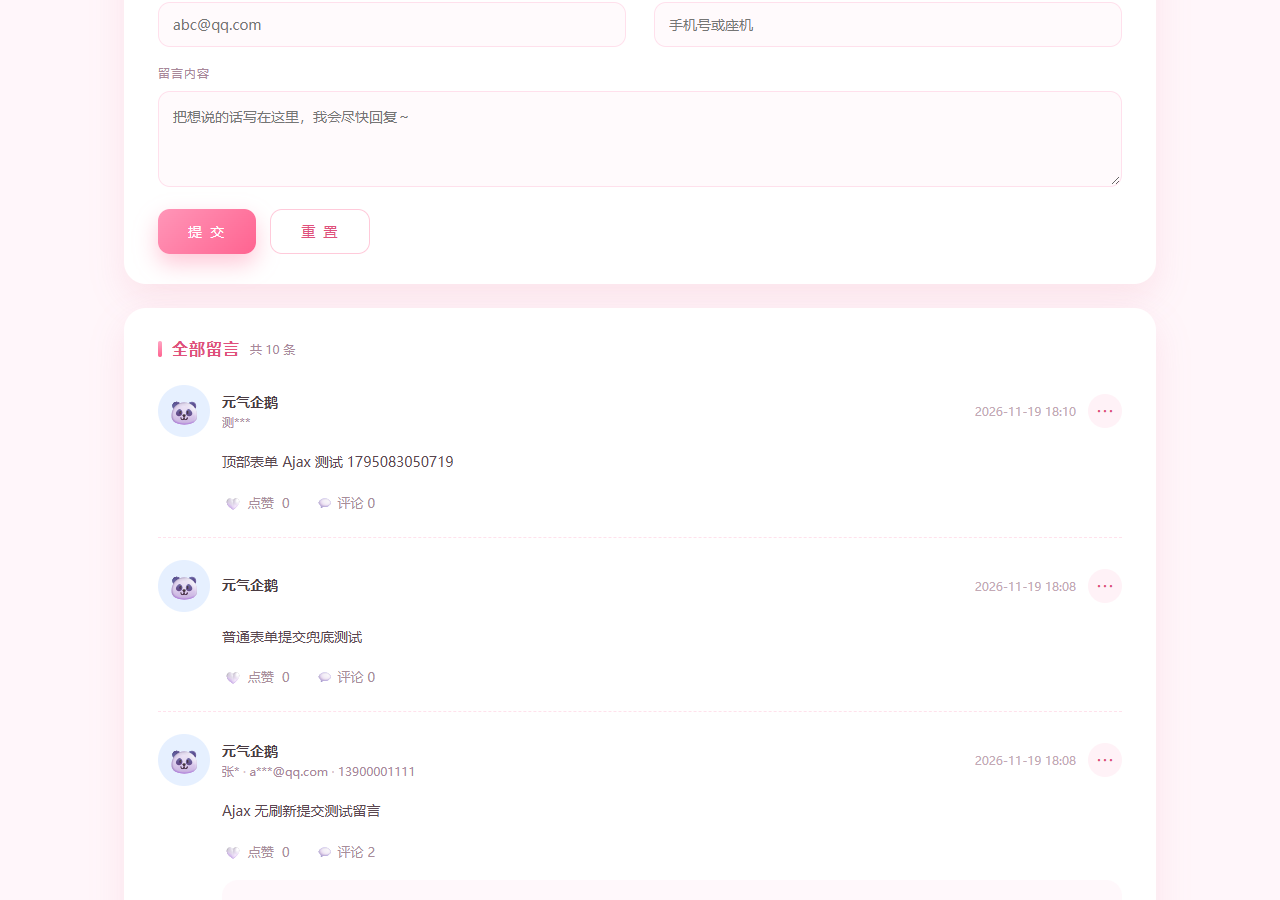 abc@qq.com 手机号或座机
留言内容
把想说的话写在这里，我会尽快回复～
提 交 重 置
全部留言 共 10 条
元气企鹅
测***
2026-11-19 18:10 ···
顶部表单 Ajax 测试 1795083050719
点赞 0 评论 0
元气企鹅
2026-11-19 18:08 ···
普通表单提交兜底测试
点赞 0 评论 0
元气企鹅
张* · a***@qq.com · 13900001111
2026-11-19 18:08 ···
Ajax 无刷新提交测试留言
点赞 0 评论 2